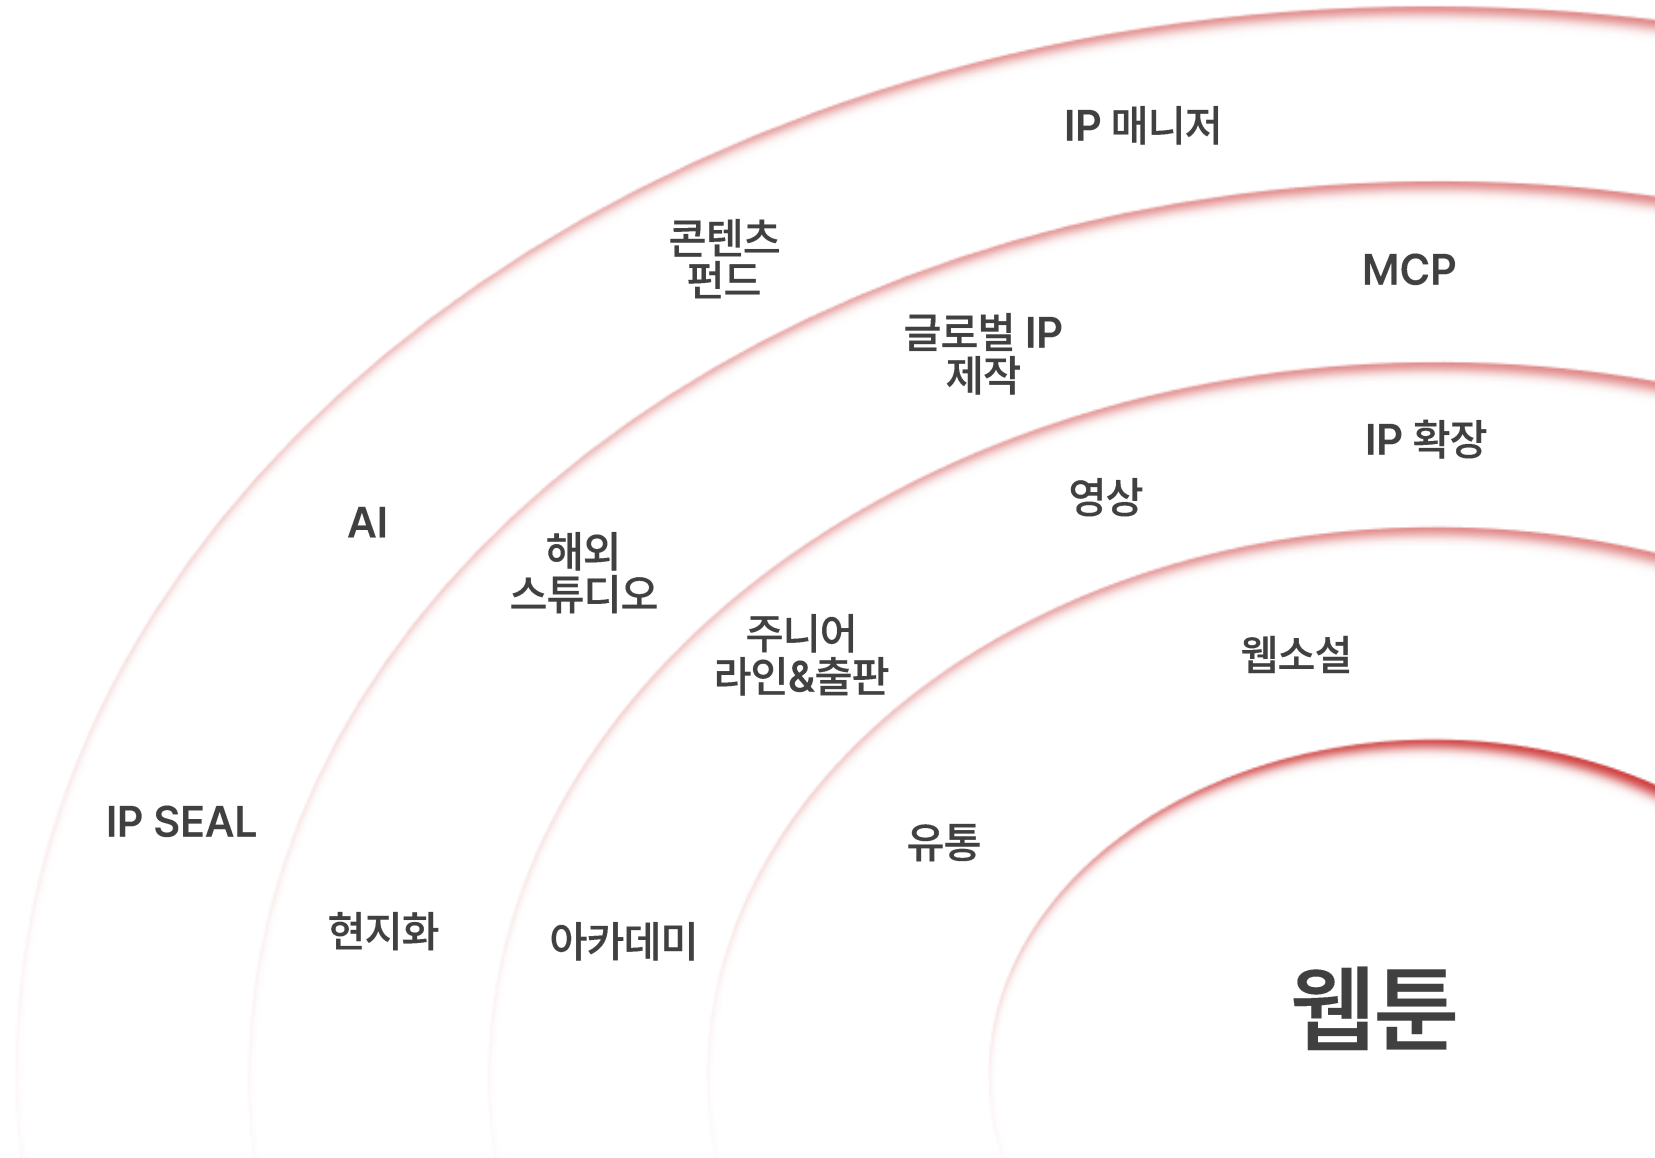 IP 매니저
콘텐츠
펀드
MCP
글로벌 IP
제작
IP 확장
영상
AI
해외
스튜디오
주니어
라인&출판
웹소설
IP SEAL
유통
현지화
아카데미
웹툰